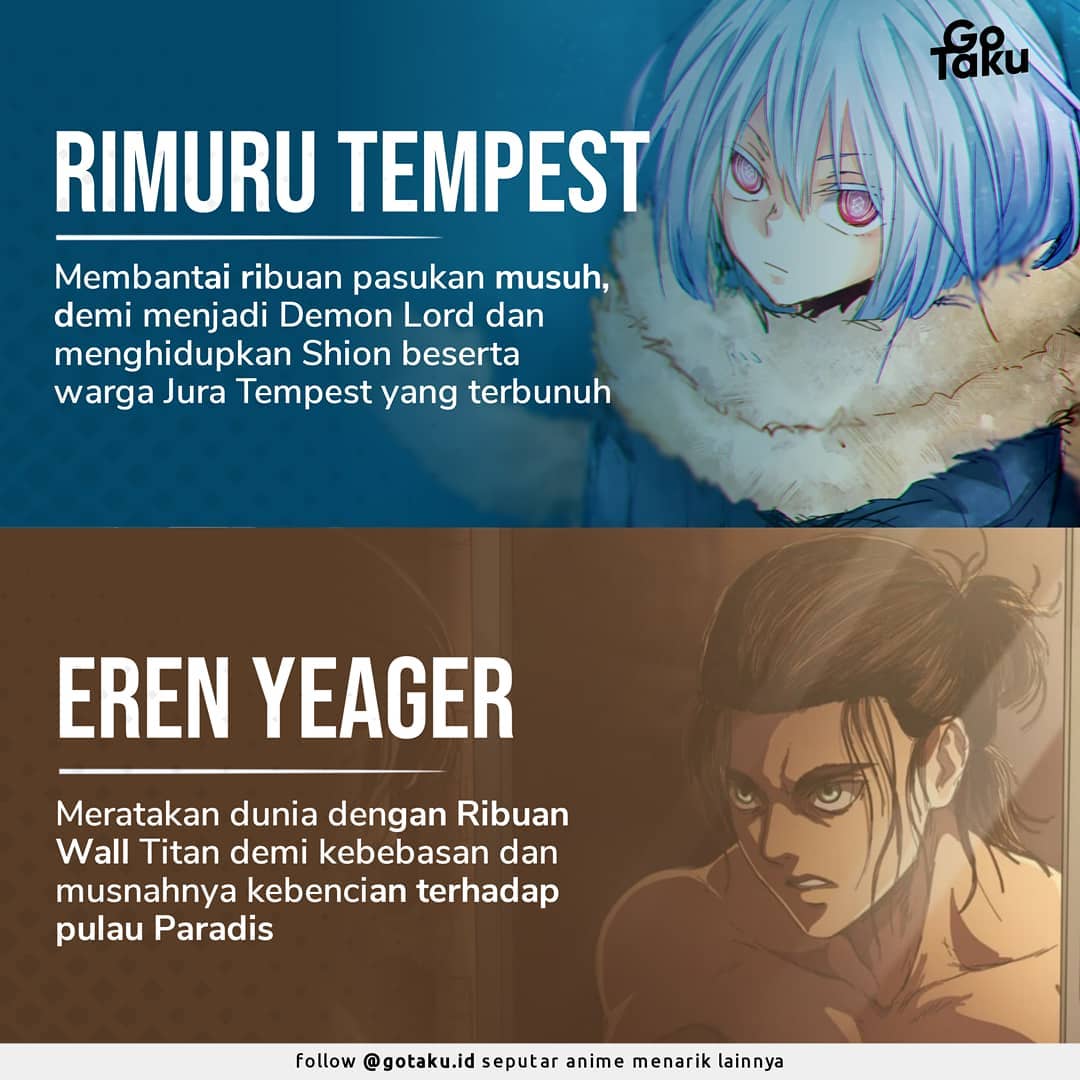 Go
Taku
RIMURU TEMPEST
Membantai ribuan pasukan musuh,
demi menjadi Demon Lord dan
menghidupkan Shion beserta
warga Jura Tempest yang terbunuh
EREN YEAGER
Meratakan dunia dengan Ribuan
Wall Titan demi kebebasan dan
musnahnya kebencian terhadap
pulau Paradis
follow @gotaku.id seputar anime menarik lainnya